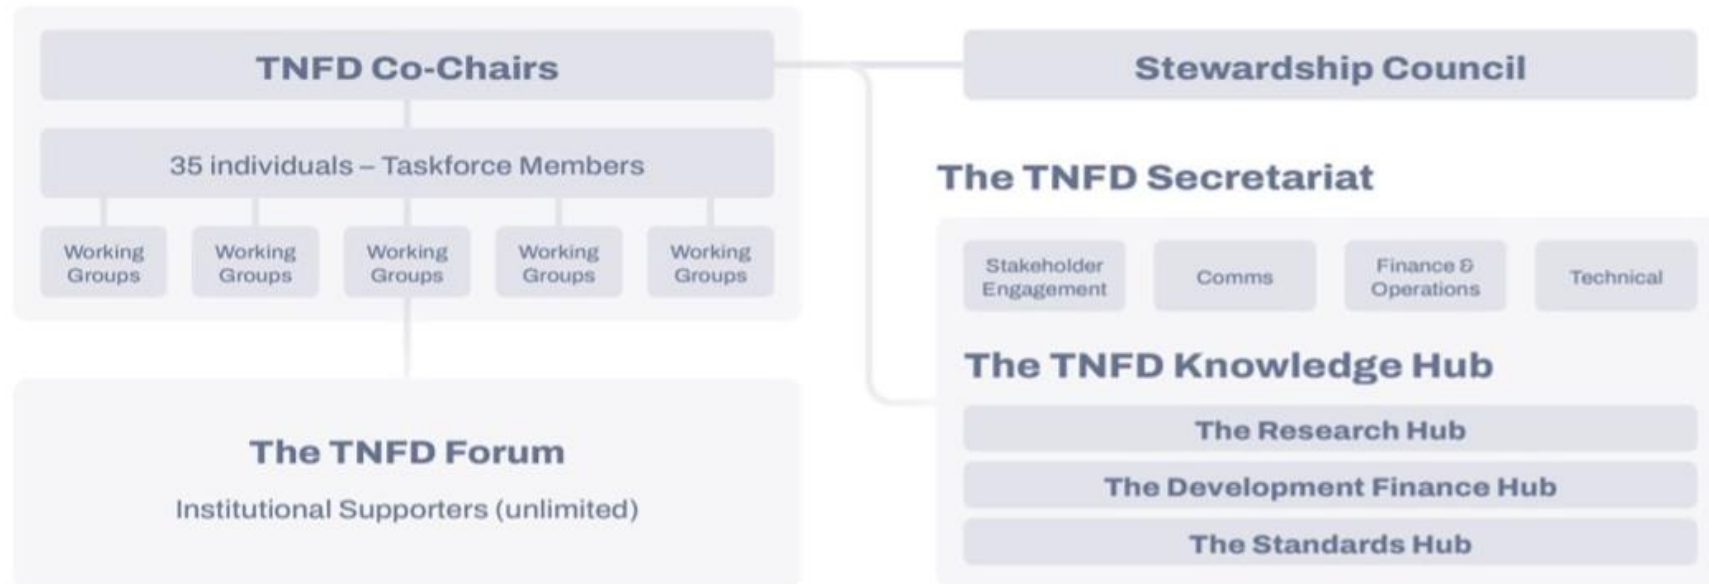 TNFD Co-Chairs
35 individuals – Taskforce Members
Working
Groups
Working
Groups
Working
Groups
Working
Groups
Working
Groups
The TNFD Forum
Institutional Supporters (unlimited)
Stewardship Council
The TNFD Secretariat
Stakeholder
Engagement
Comms
Finance &
Operations
Technical
The TNFD Knowledge Hub
The Research Hub
The Development Finance Hub
The Standards Hub